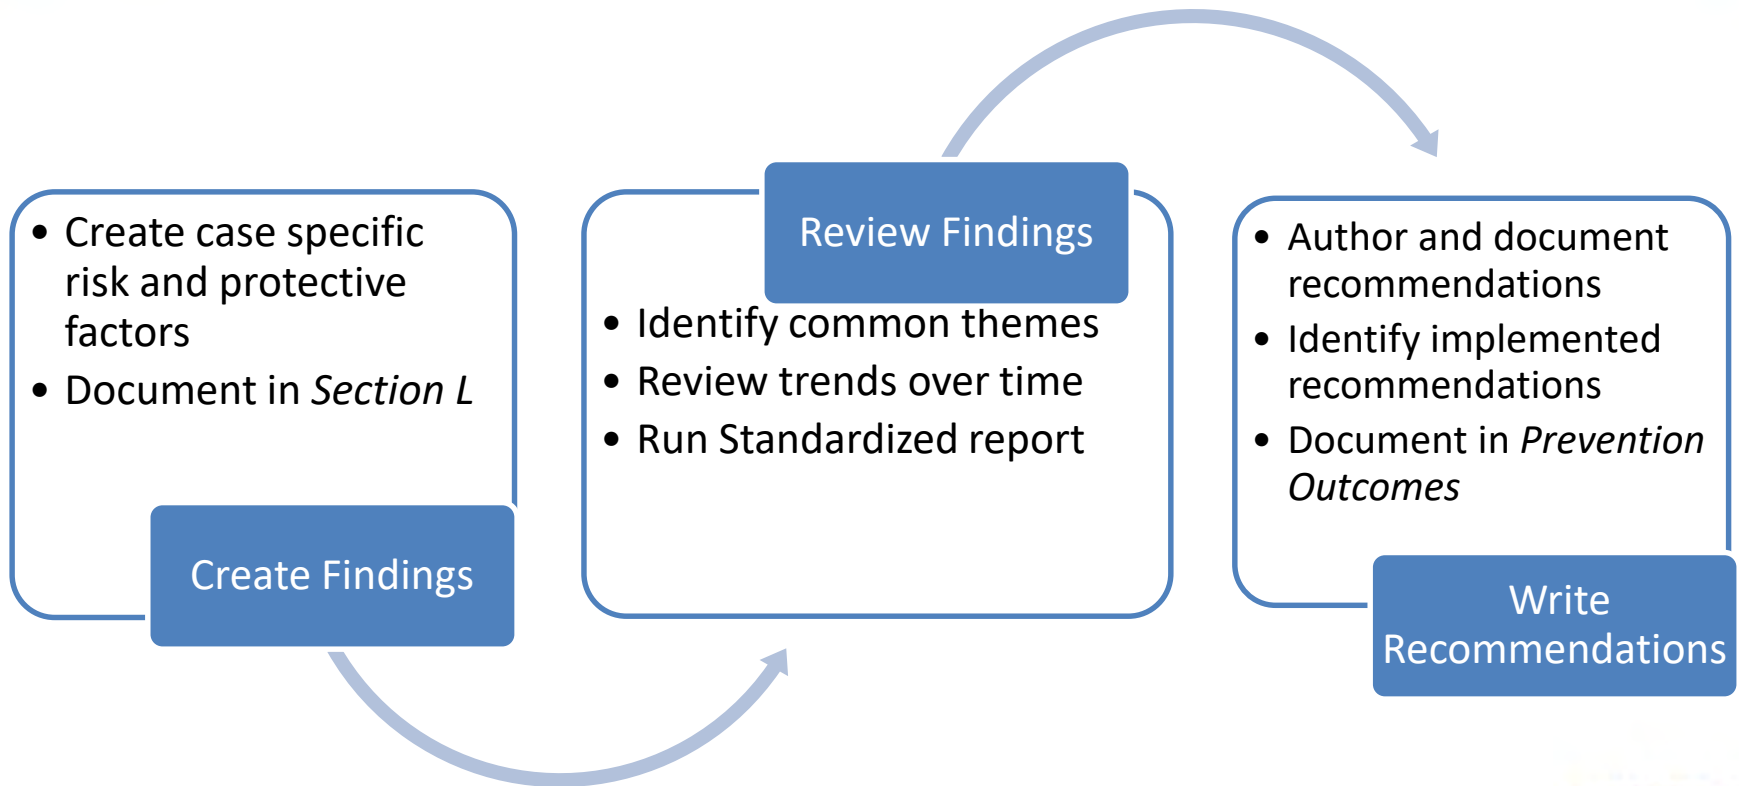 • Create case specific
risk and protective
factors
• Document in Section L
Create Findings
Review Findings
• Identify common themes
• Review trends over time
• Run Standardized report
• Author and document
recommendations
• Identify implemented
recommendations
• Document in Prevention
Outcomes
Write
Recommendations